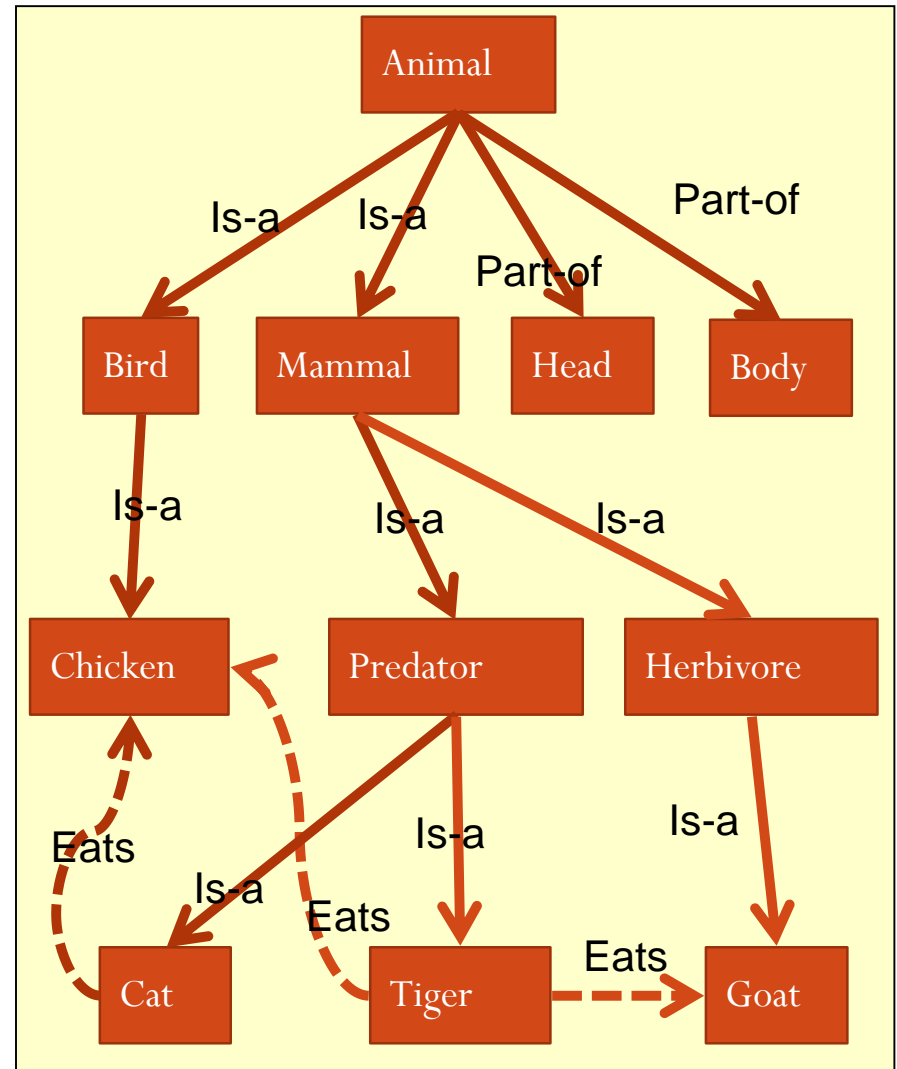 Animal
Is-a
Is-a
Part-of
Part-of
Bird
Mammal
Head
Body
Is-a
Is-a
Is-a
Chicken
Predator
Herbivore
Eats
Is-a
Eats
Is-a
Is-a
Eats
Cat
Tiger
Goat